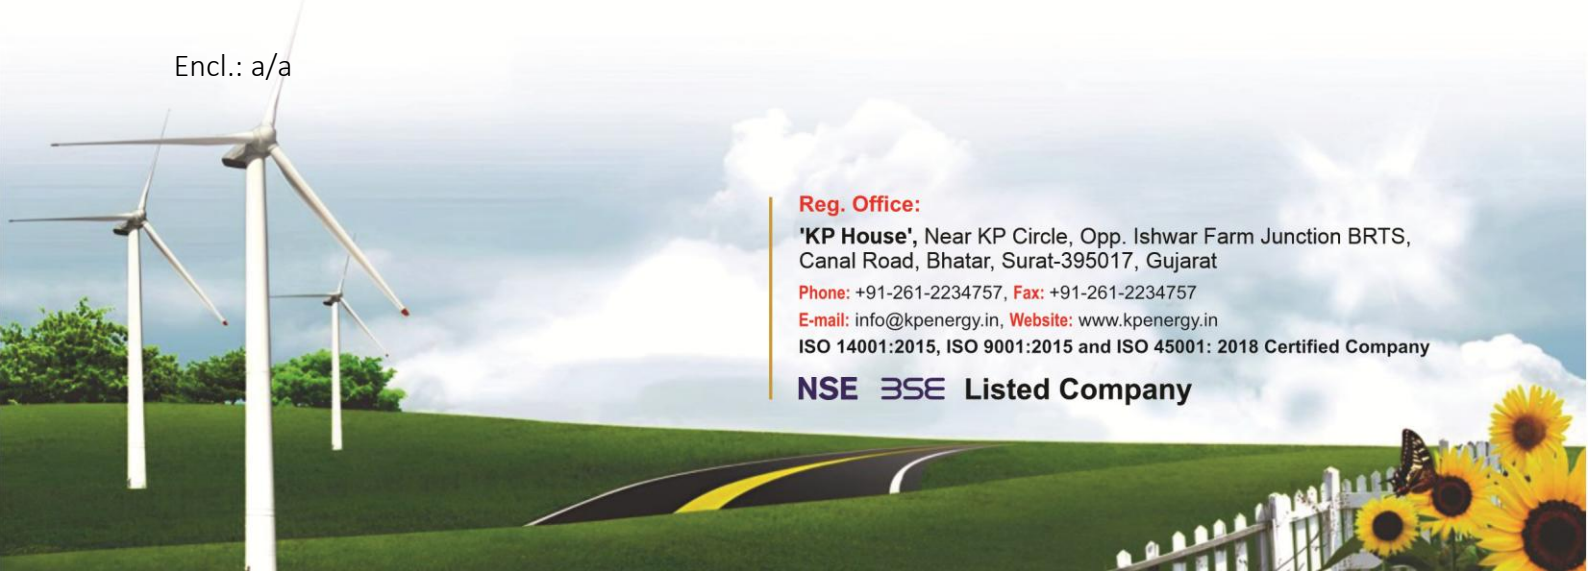 Encl.: a/a
Reg. Office:
'KP House', Near KP Circle, Opp. Ishwar Farm Junction BRTS,
Canal Road, Bhatar, Surat-395017, Gujarat
Phone: +91-261-2234757, Fax: +91-261-2234757
E-mail: info@kpenergy.in, Website: www.kpenergy.in
ISO 14001:2015, ISO 9001:2015 and ISO 45001: 2018 Certified Company
NSE BSE Listed Company